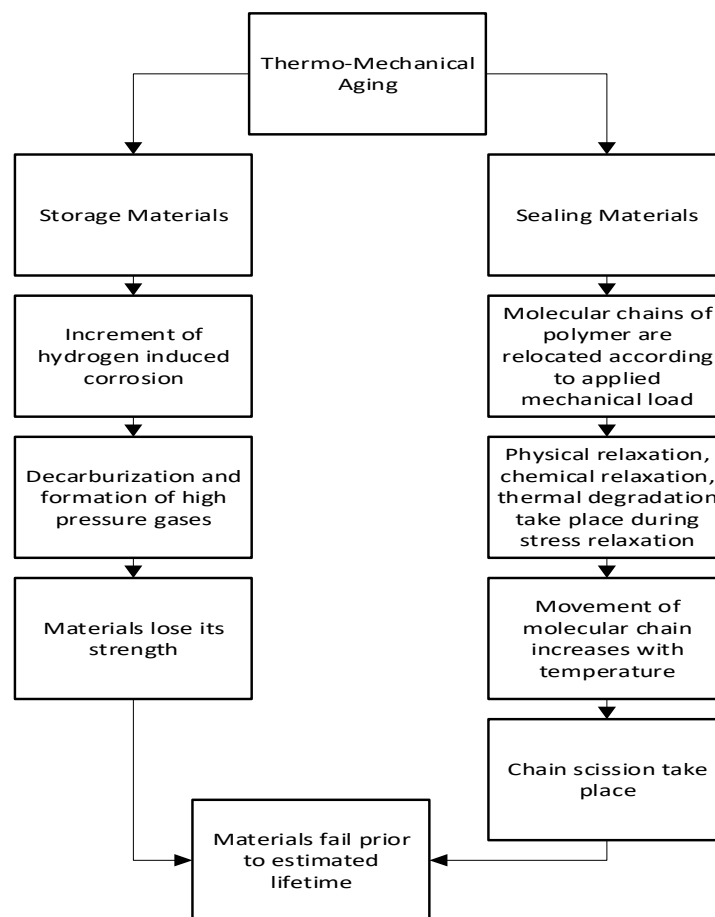 Thermo-Mechanical
Aging
Storage Materials
Increment of
hydrogen induced
corrosion
Decarburization and
formation of high
pressure gases
Materials lose its
strength
Sealing Materials
Molecular chains of
polymer are
relocated according
to applied
mechanical load
Physical relaxation,
chemical relaxation,
thermal degradation
take place during
stress relaxation
Movement of
molecular chain
increases with
temperature
Chain scission take
place
Materials fail prior
to estimated
lifetime